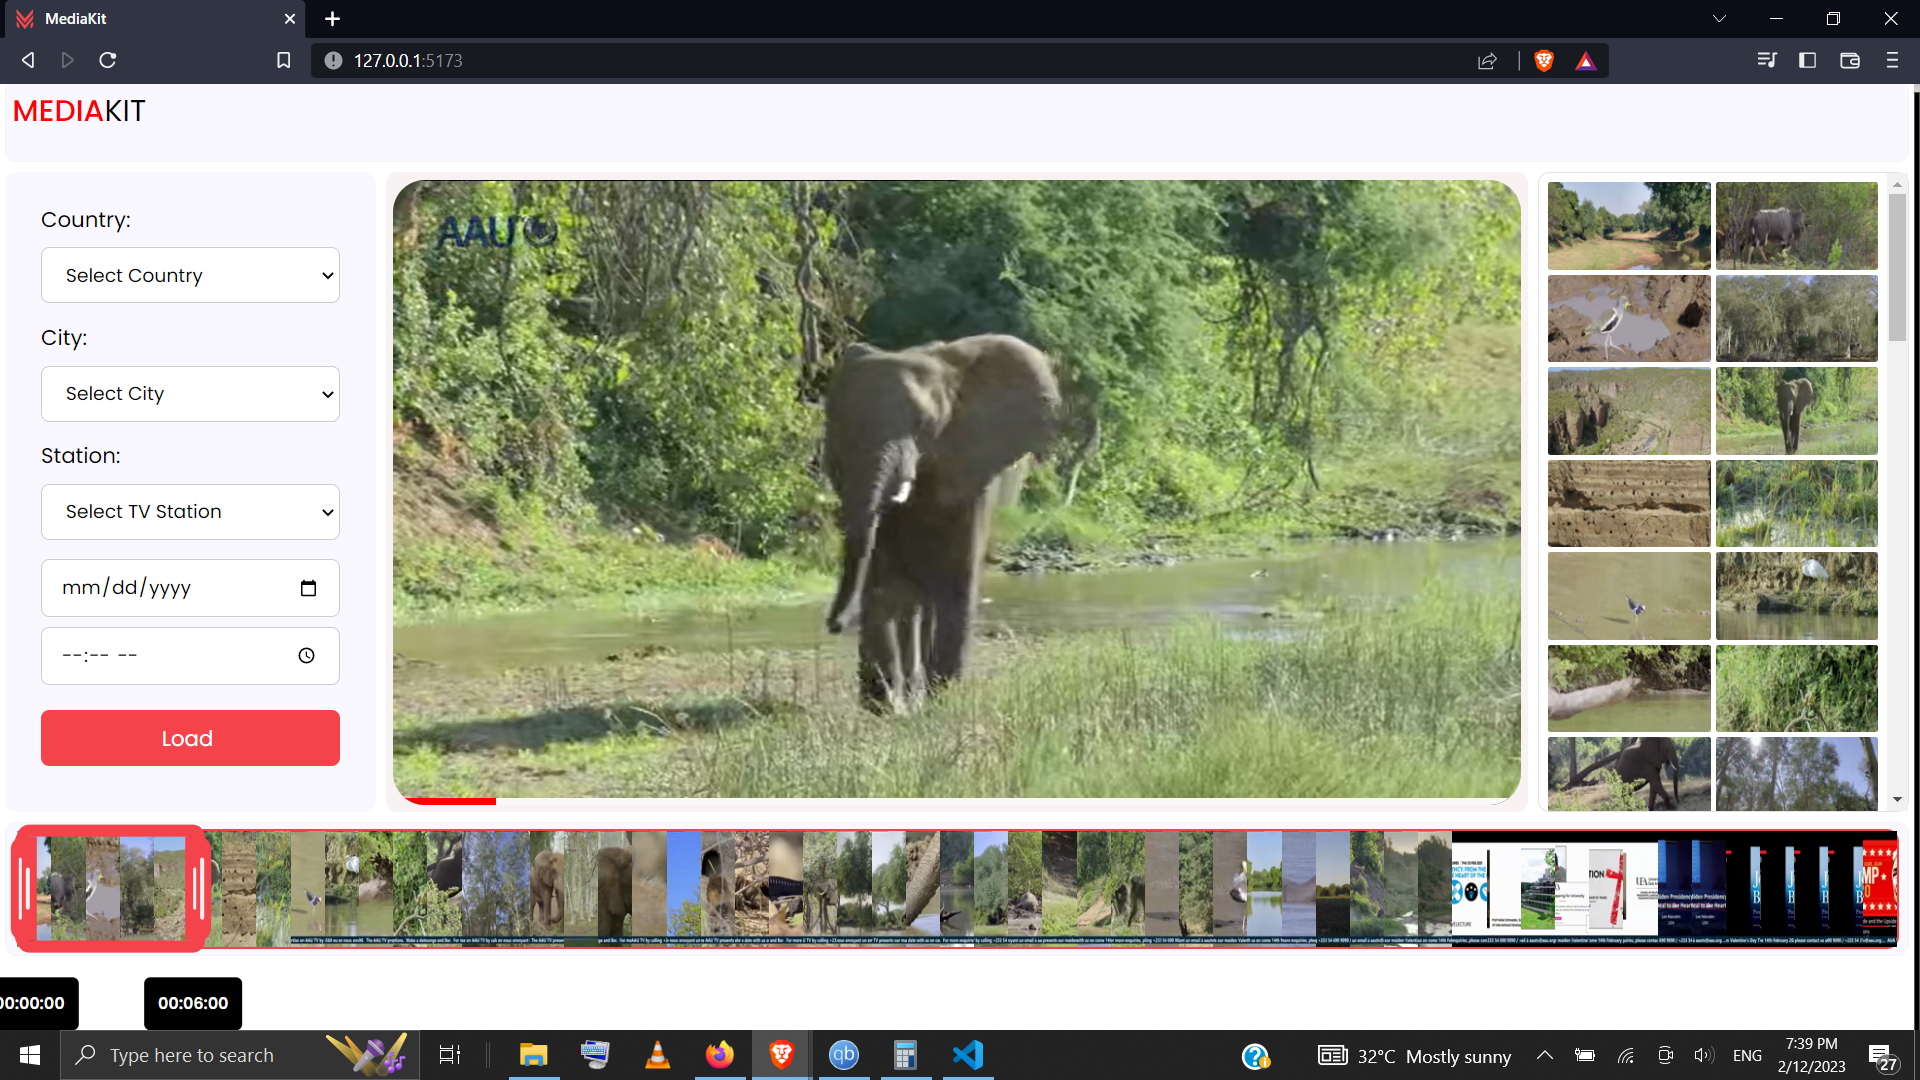 MediaKit
127.0.0.1:5173
MEDIAKIT
Country:
Select Country
City:
Select City
Station:
Select TV Station
mm/dd/yyyy
--:-- --
Load
AAU
00:00:00
00:06:00
Type here to search
qb
32°C Mostly sunny
ENG
7:39 PM
2/12/2023
27